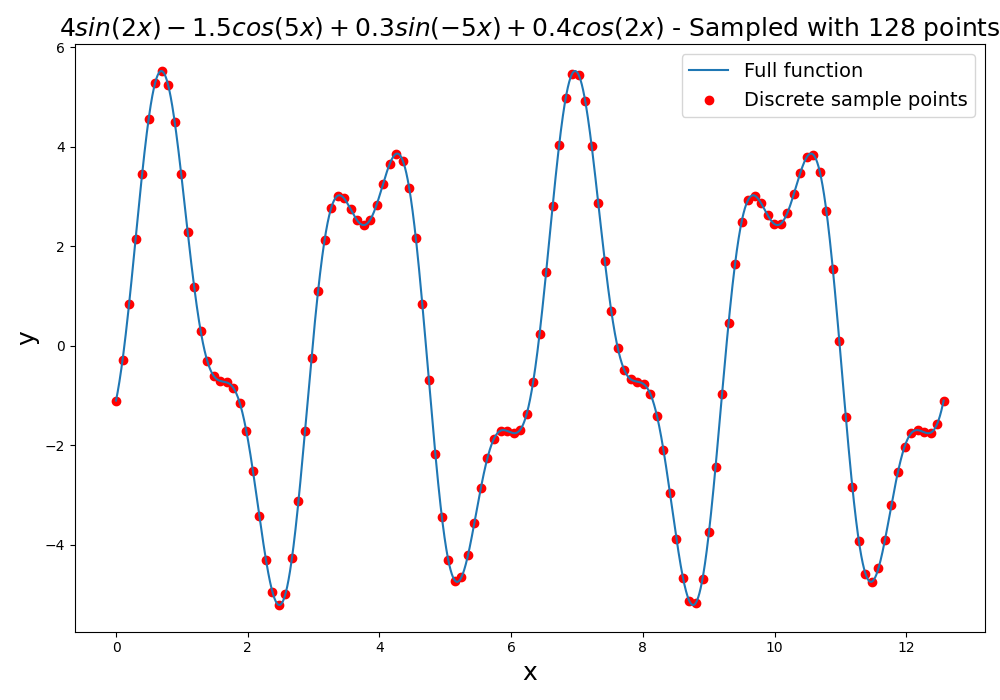 4sin(2x) − 1.5cos(5x) + 0.3sin(−5x) + 0.4cos(2x) - Sampled with 128 points
Full function
Discrete sample points
6
4
2
0
−2
−4
y
0 2 4 6 8 10 12
x